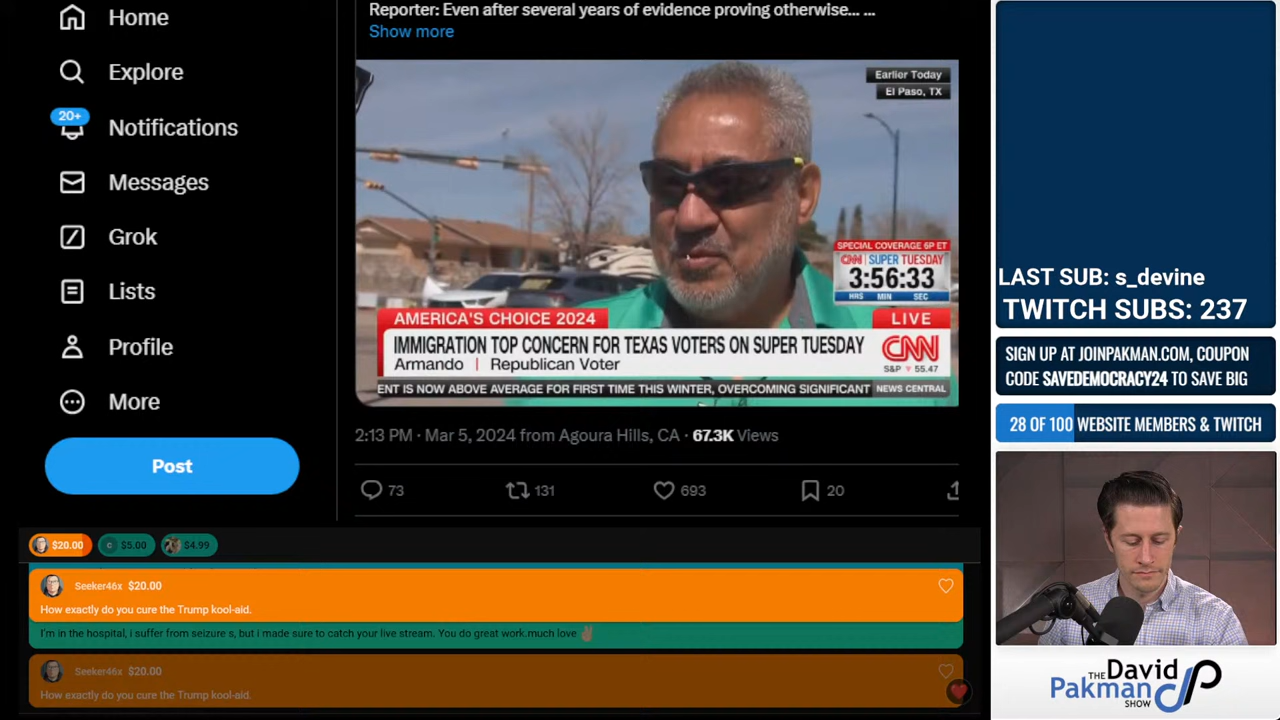 Home
Explore
20+
Notifications
Messages
Grok
Lists
Profile
More
Post
Reporter: Even after several years of evidence proving otherwise... ...
Show more
Earlier Today
El Paso, TX
SPECIAL COVERAGE 6P ET
CNN SUPER TUESDAY
3:56:33
HRS MIN SEC
AMERICA'S CHOICE 2024
LIVE
IMMIGRATION TOP CONCERN FOR TEXAS VOTERS ON SUPER TUESDAY
Armando | Republican Voter
CNN
S&P ▼ 55.47
ENT IS NOW ABOVE AVERAGE FOR FIRST TIME THIS WINTER, OVERCOMING SIGNIFICANT
NEWS CENTRAL
2:13 PM · Mar 5, 2024 from Agoura Hills, CA · 67.3K Views
73 131 693 20
$20.00 C $5.00 $4.99
Seeker46x $20.00
How exactly do you cure the Trump kool-aid.
I'm in the hospital, i suffer from seizure s, but i made sure to catch your live stream. You do great work.much love ✌🏼
Seeker46x $20.00
How exactly do you cure the Trump kool-aid.
LAST SUB: s_devine
TWITCH SUBS: 237
SIGN UP AT JOINPAKMAN.COM, COUPON
CODE SAVEDEMOCRACY24 TO SAVE BIG
28 OF 100 WEBSITE MEMBERS & TWITCH
THE David
Pakman
SHOW